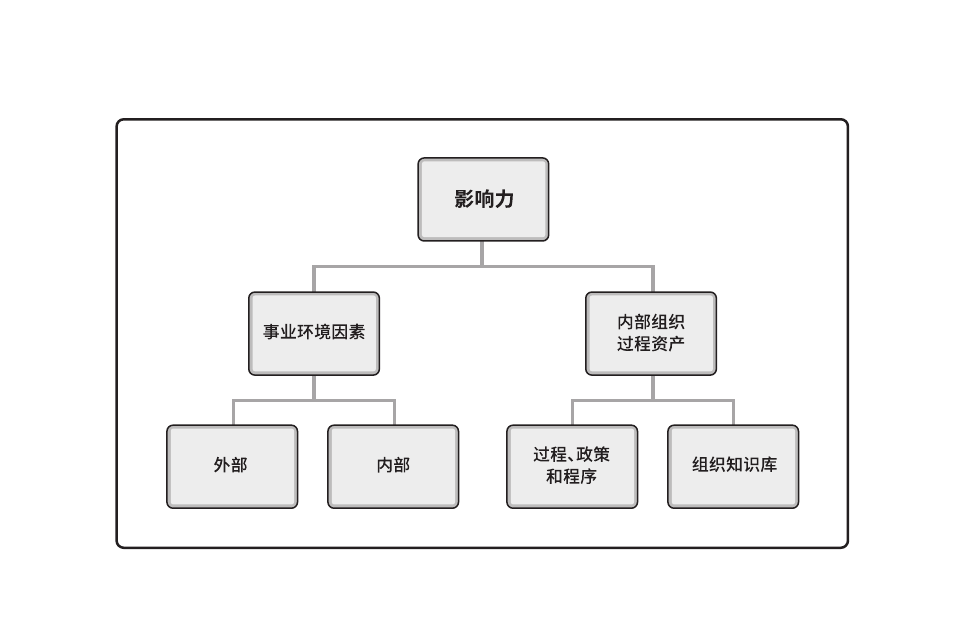 影响力
事业环境因素
内部组织
过程资产
外部
内部
过程、政策
和程序
组织知识库